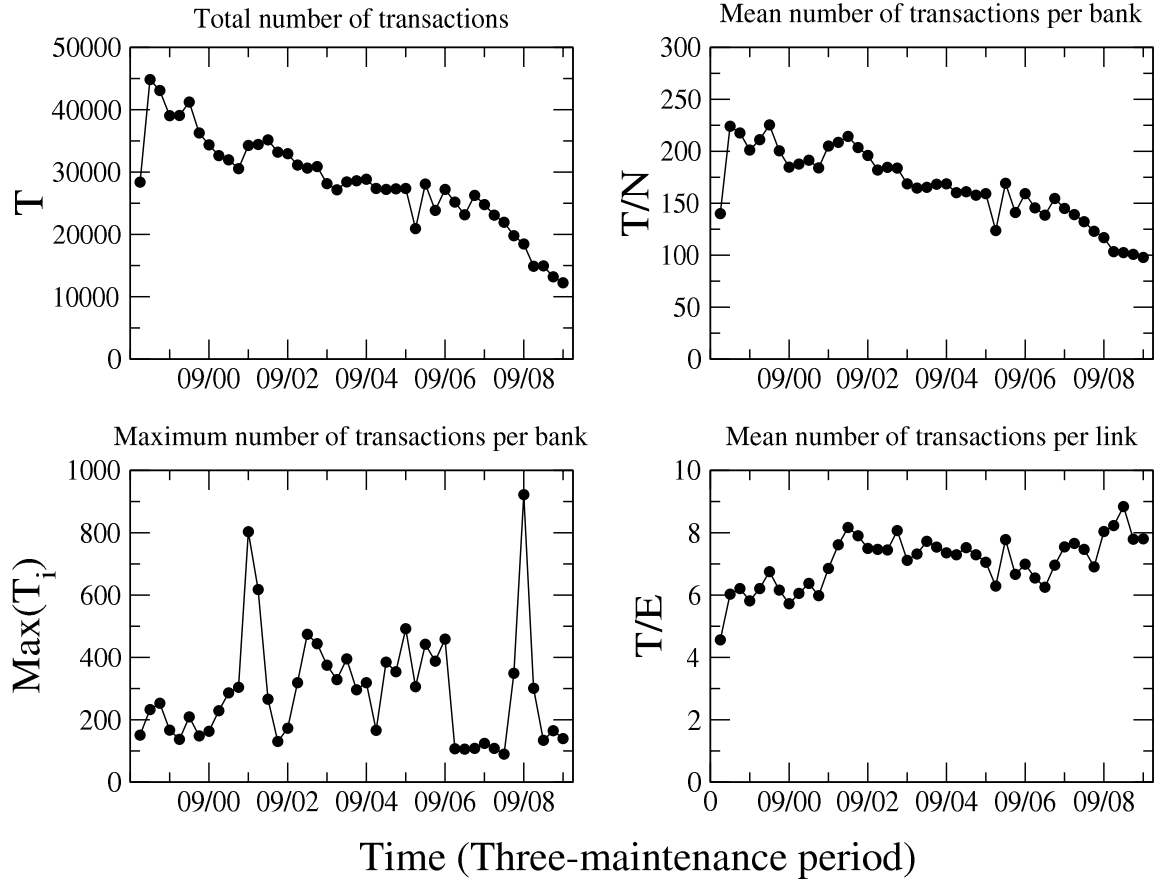 Total number of transactions
Mean number of transactions per bank
50000
40000
30000
20000
10000
0
T
09/00 09/02 09/04 09/06 09/08
300
250
200
150
100
50
0
T/N
09/00 09/02 09/04 09/06 09/08
Maximum number of transactions per bank
Mean number of transactions per link
1000
800
600
400
200
0
Max(T_i)
09/00 09/02 09/04 09/06 09/08
10
8
6
4
2
0
T/E
0 09/00 09/02 09/04 09/06 09/08
Time (Three-maintenance period)